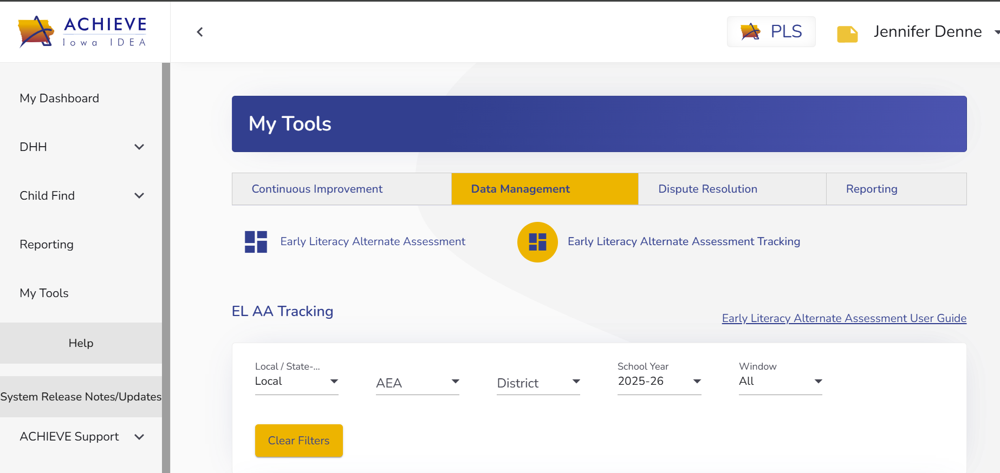 ACHIEVE
Iowa IDEA
PLS
Jennifer Denne
My Dashboard
DHH
Child Find
Reporting
My Tools
Help
System Release Notes/Updates
ACHIEVE Support
My Tools
Continuous Improvement
Data Management
Dispute Resolution
Reporting
Early Literacy Alternate Assessment
Early Literacy Alternate Assessment Tracking
EL AA Tracking
Early Literacy Alternate Assessment User Guide
Local / State-...
Local
AEA
District
School Year
2025-26
Window
All
Clear Filters